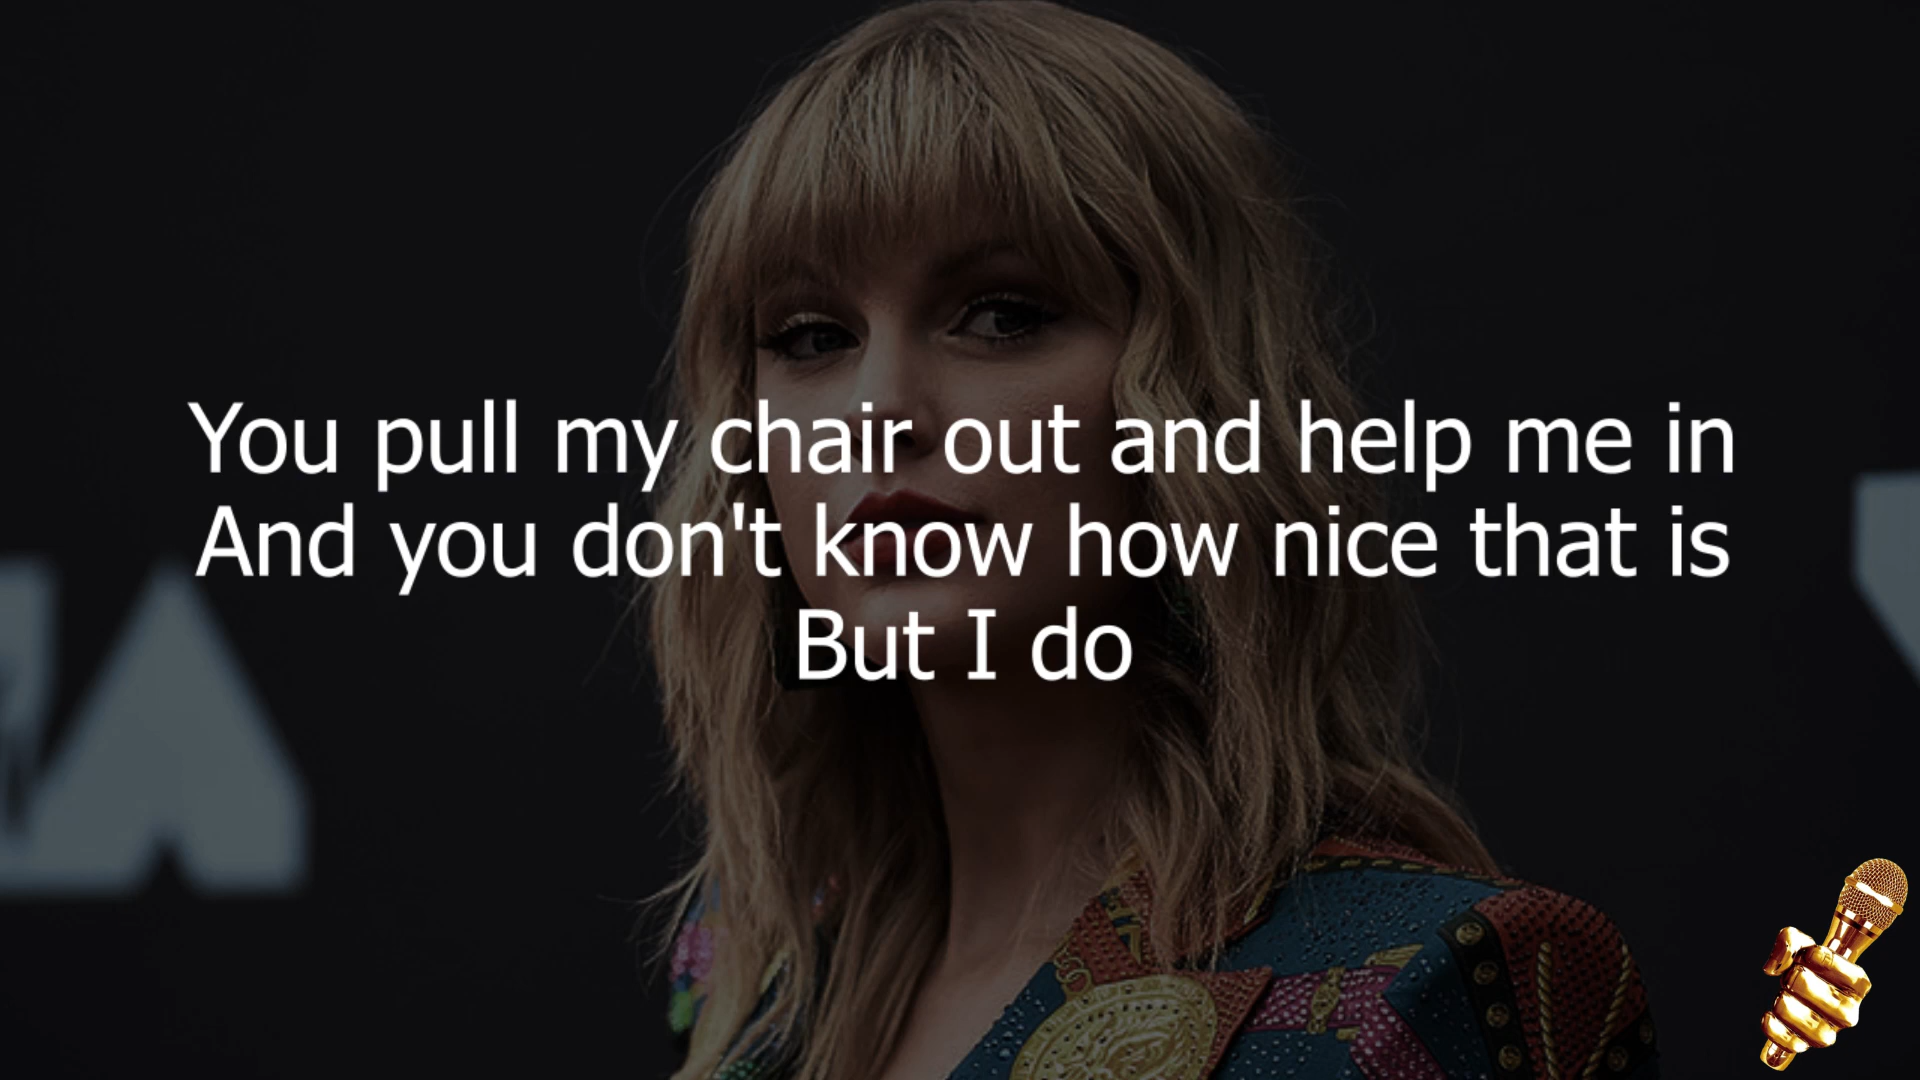 You pull my chair out and help me in
And you don't know how nice that is
But I do